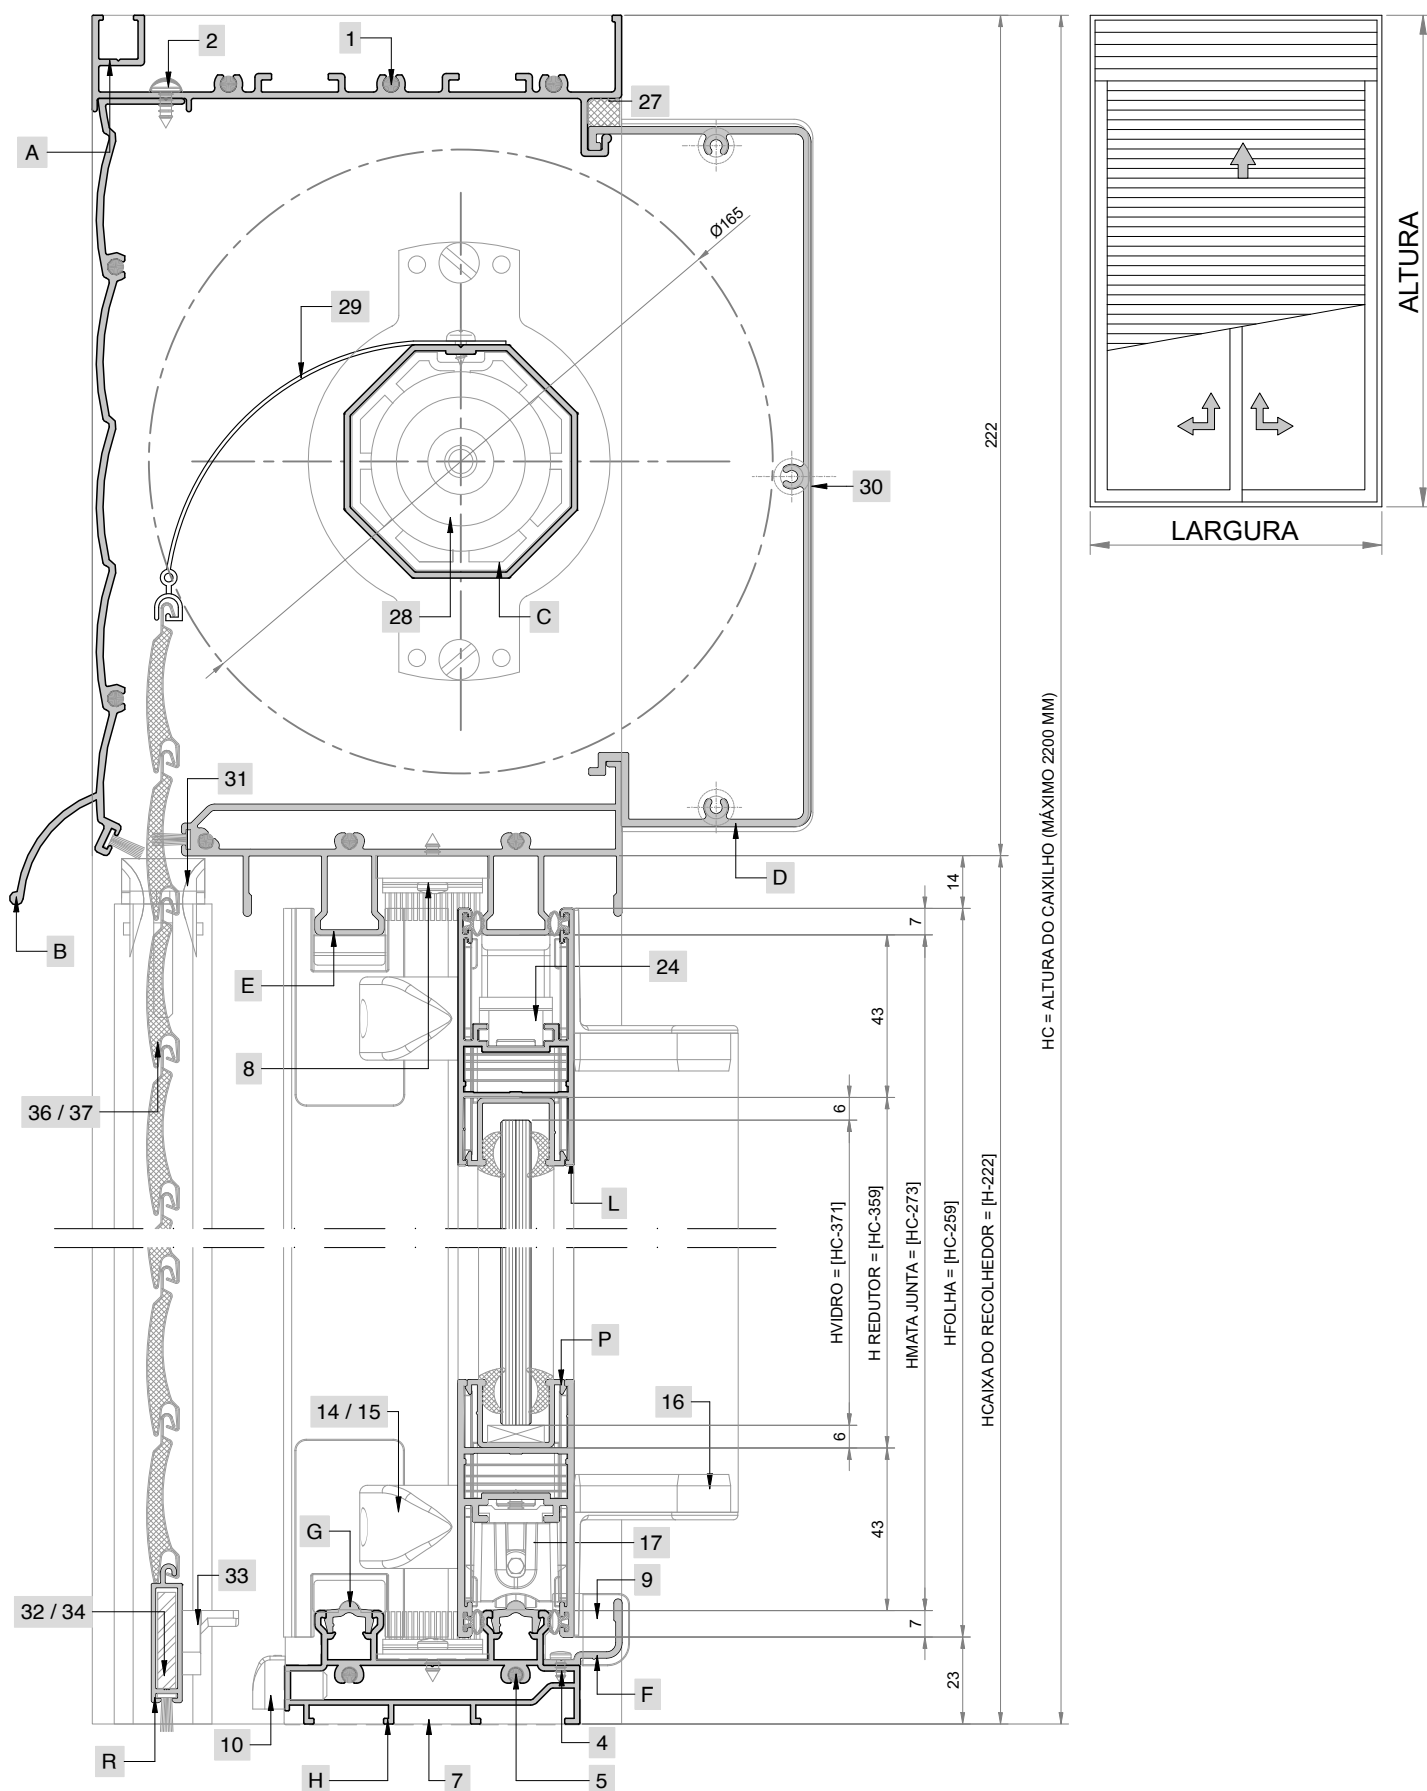 2
1
27
A
Ø165
29
30
28
C
31
D
B
E
24
8
36 / 37
L
P
14 / 15
16
G
17
33
9
32 / 34
F
10
4
R
H
7
5
222
14
7
43
6
6
43
7
23
HVIDRO = [HC-371]
H REDUTOR = [HC-359]
HMATA JUNTA = [HC-273]
HFOLHA = [HC-259]
HCAIXA DO RECOLHEDOR = [H-222]
HC = ALTURA DO CAIXILHO (MÁXIMO 2200 MM)
ALTURA
LARGURA